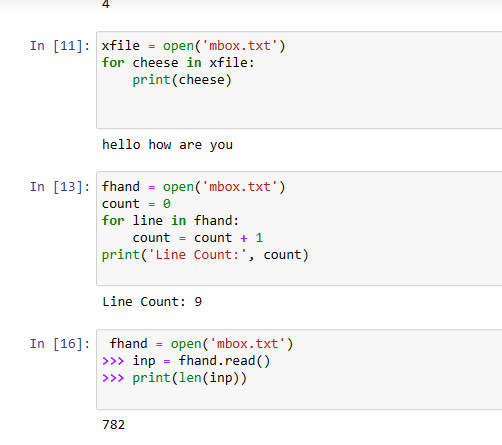 4
In [11]: xfile = open('mbox.txt')
for cheese in xfile:
    print(cheese)
hello how are you
In [13]: fhand = open('mbox.txt')
count = 0
for line in fhand:
    count = count + 1
print('Line Count:', count)
Line Count: 9
In [16]:  fhand = open('mbox.txt')
>>> inp = fhand.read()
>>> print(len(inp))
782